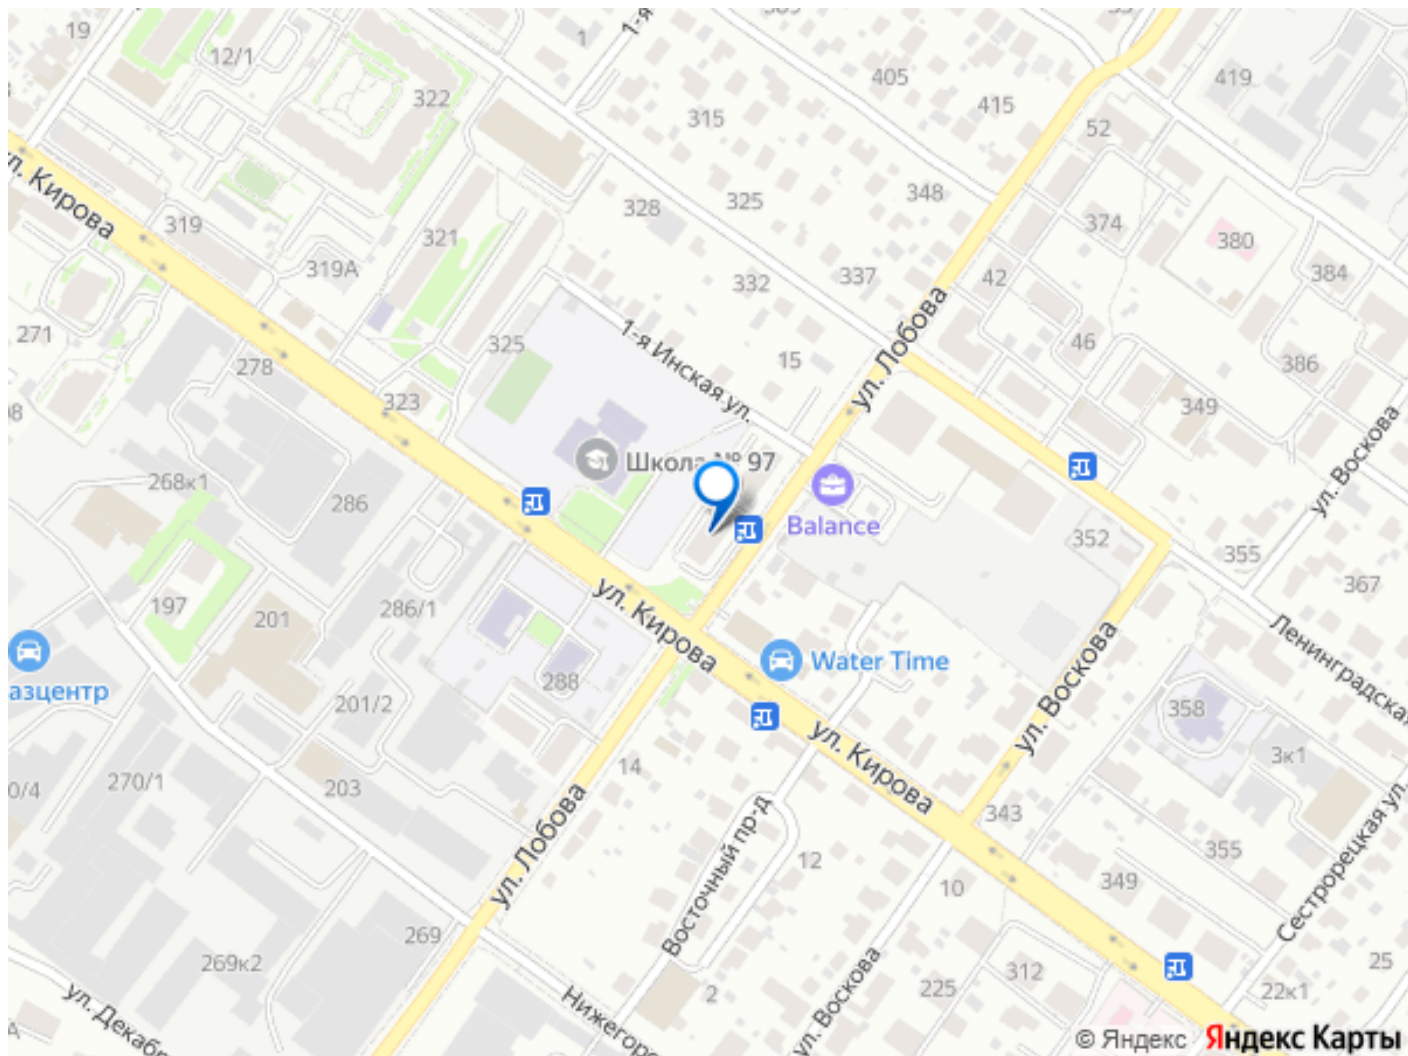 19
12/1
1
1-я
405
419
322
315
415
52
ул. Кирова
319
328
325
348
374
380
321
319А
332
337
42
384
271
278
325
1-я Инская ул.
15
ул. Лобова
46
386
323
349
ул. Воскова
268к1
286
Школа № 97
Balance
352
355
367
197
201
286/1
ул. Кирова
Water Time
Ленинградская
азцентр
201/2
288
358
ул. Воскова
270/1
203
14
3к1
0/4
ул. Лобова
ул. Кирова
343
Восточный пр-д
12
355
349
10
Сестрорецкая ул.
269
269к2
312
225
25
22к1
2
ул. Декабр
Нижегоро
ул. Воскова
© Яндекс Яндекс Карты